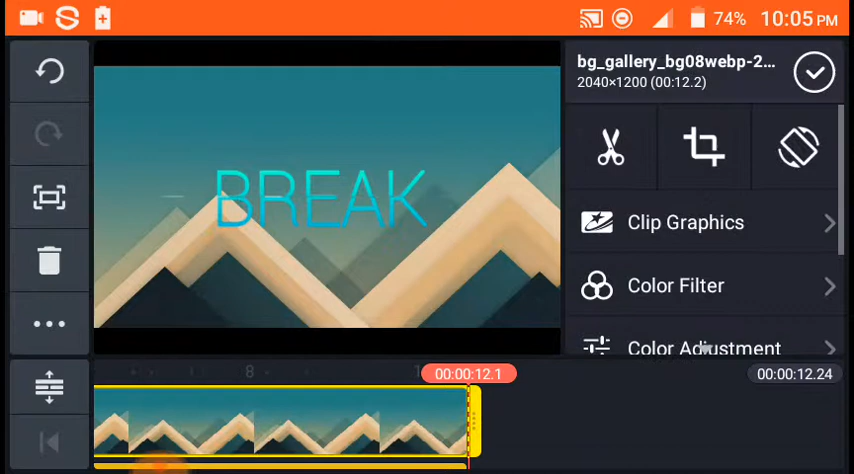 74% 10:05 PM
bg_gallery_bg08webp-2...
2040×1200 (00:12.2)
BREAK
Clip Graphics
Color Filter
Color Adjustment
8
00:00:12.1
00:00:12.24